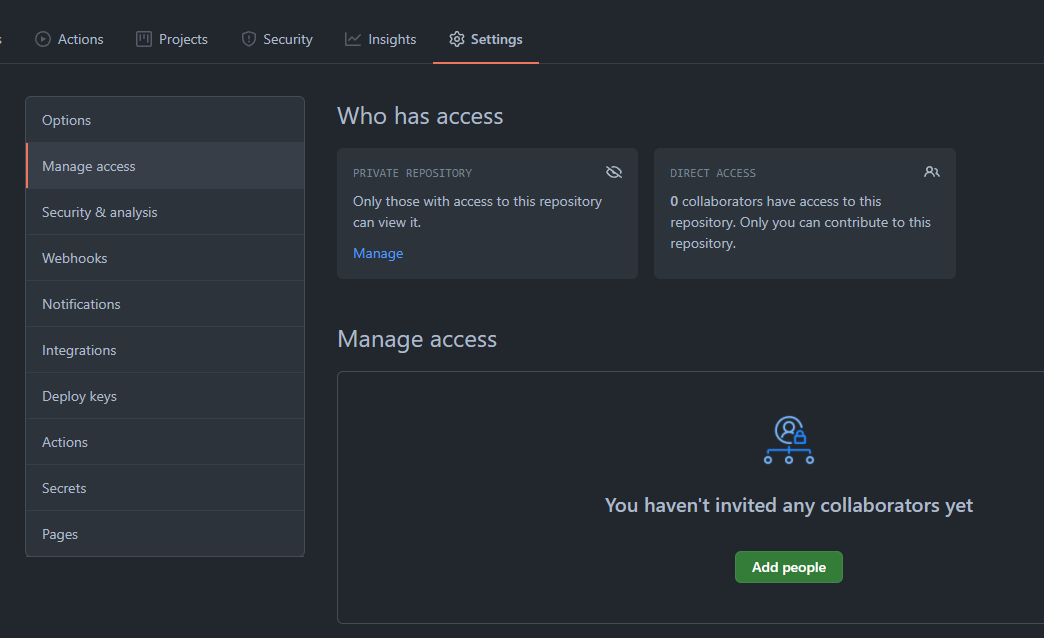 Actions
Projects
Security
Insights
Settings
Options
Manage access
Security & analysis
Webhooks
Notifications
Integrations
Deploy keys
Actions
Secrets
Pages
Who has access
PRIVATE REPOSITORY
Only those with access to this repository
can view it.
Manage
DIRECT ACCESS
0 collaborators have access to this
repository. Only you can contribute to this
repository.
Manage access
You haven't invited any collaborators yet
Add people